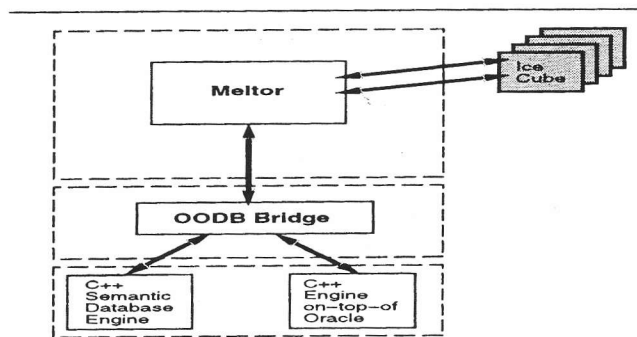 Meltor
Ice
Cube
OODB Bridge
C++
Semantic
Database
Engine
C++
Engine
on-top-of
Oracle